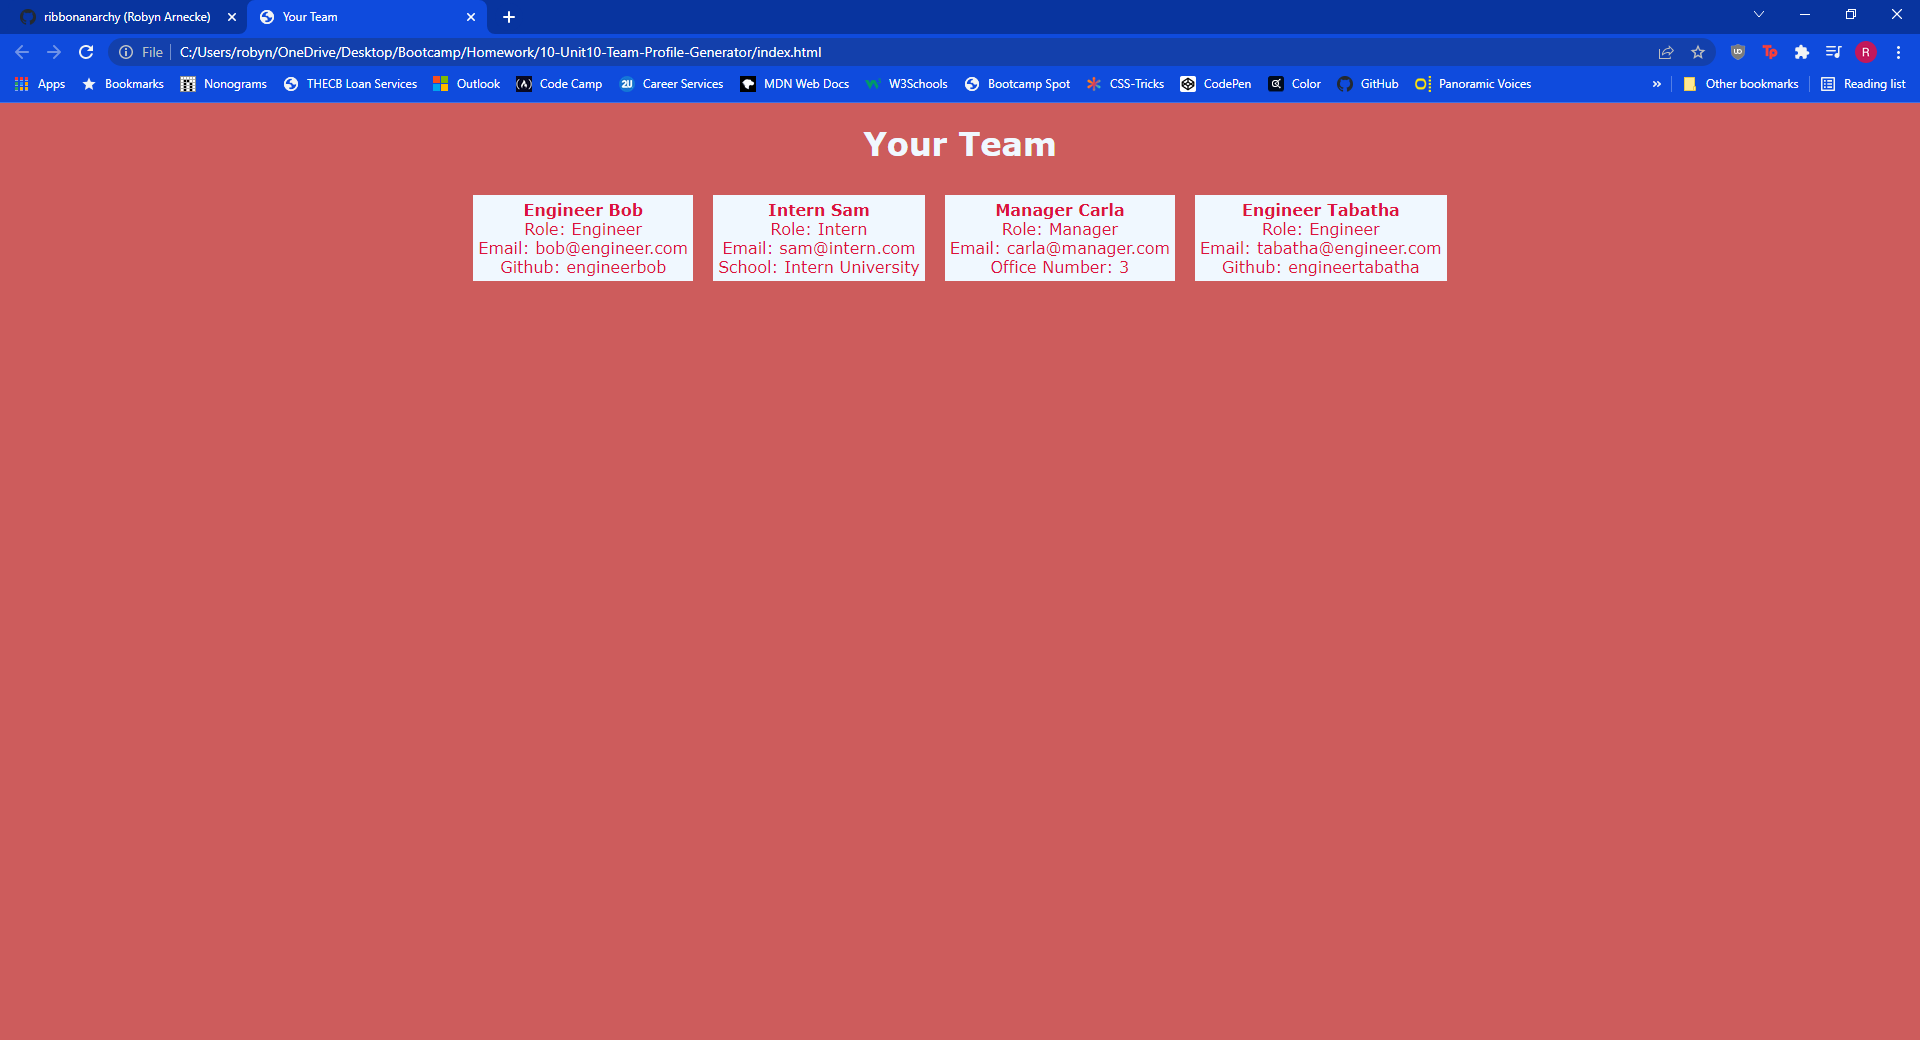 ribbonanarchy (Robyn Arnecke)
Your Team
File
C:/Users/robyn/OneDrive/Desktop/Bootcamp/Homework/10-Unit10-Team-Profile-Generator/index.html
Tp
R
Apps
Bookmarks
Nonograms
THECB Loan Services
Outlook
Code Camp
2U
Career Services
MDN Web Docs
W3Schools
Bootcamp Spot
CSS-Tricks
CodePen
Color
GitHub
Panoramic Voices
»
Other bookmarks
Reading list
Your Team
Engineer Bob
Role: Engineer
Email: bob@engineer.com
Github: engineerbob
Intern Sam
Role: Intern
Email: sam@intern.com
School: Intern University
Manager Carla
Role: Manager
Email: carla@manager.com
Office Number: 3
Engineer Tabatha
Role: Engineer
Email: tabatha@engineer.com
Github: engineertabatha